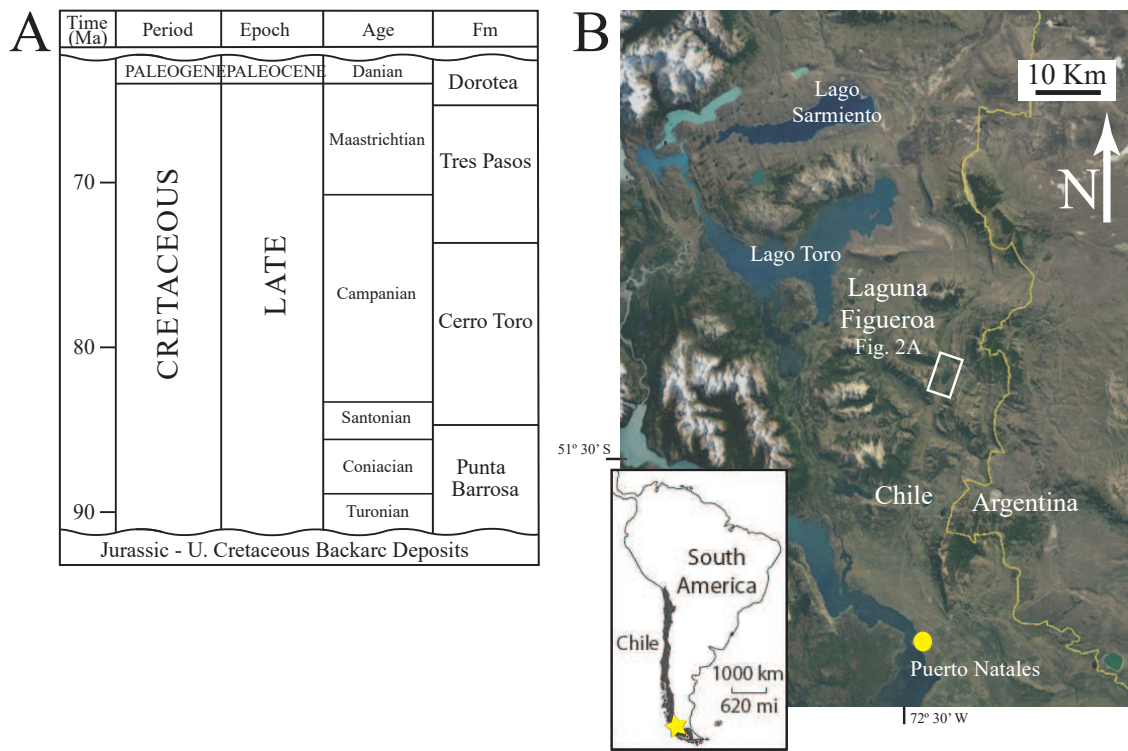 A
Time
(Ma)
Period
Epoch
Age
Fm
PALEOGENE
PALEOCENE
Danian
Dorotea
Maastrichtian
Tres Pasos
70
CRETACEOUS
LATE
Campanian
Cerro Toro
80
Santonian
Coniacian
Punta
Barrosa
Turonian
90
Jurassic - U. Cretaceous Backarc Deposits
B
10 Km
Lago
Sarmiento
N
Lago Toro
Laguna
Figueroa
Fig. 2A
51º 30’ S
Chile
Argentina
South
America
Chile
1000 km
620 mi
Puerto Natales
72º 30’ W